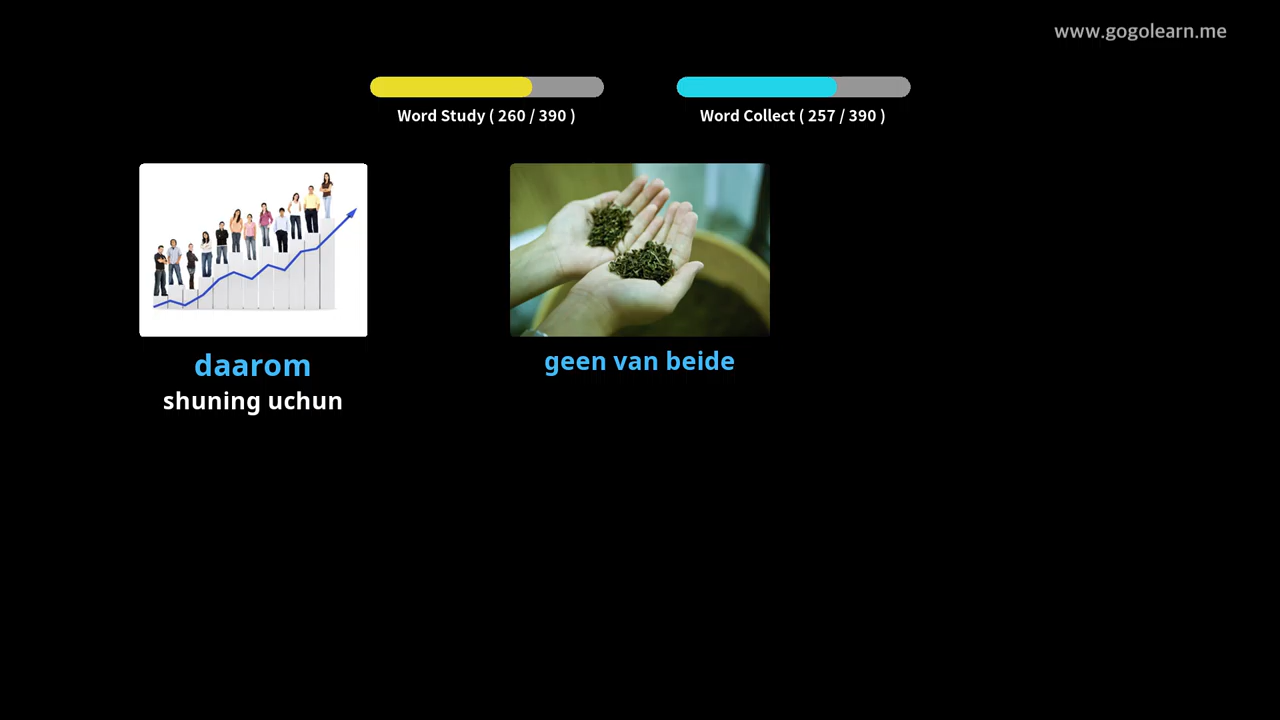 www.gogolearn.me
Word Study ( 260 / 390 )
Word Collect ( 257 / 390 )
daarom
shuning uchun
geen van beide